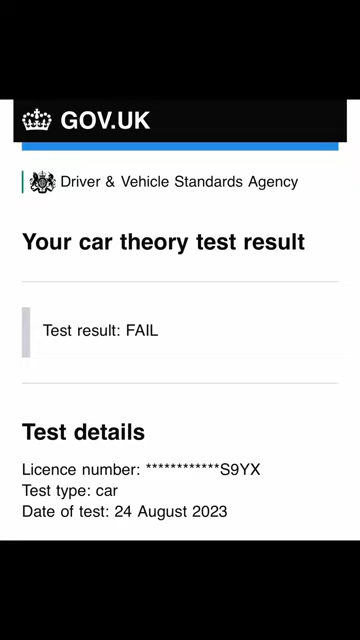 GOV.UK
Driver & Vehicle Standards Agency
Your car theory test result
Test result: FAIL
Test details
Licence number: ************S9YX
Test type: car
Date of test: 24 August 2023